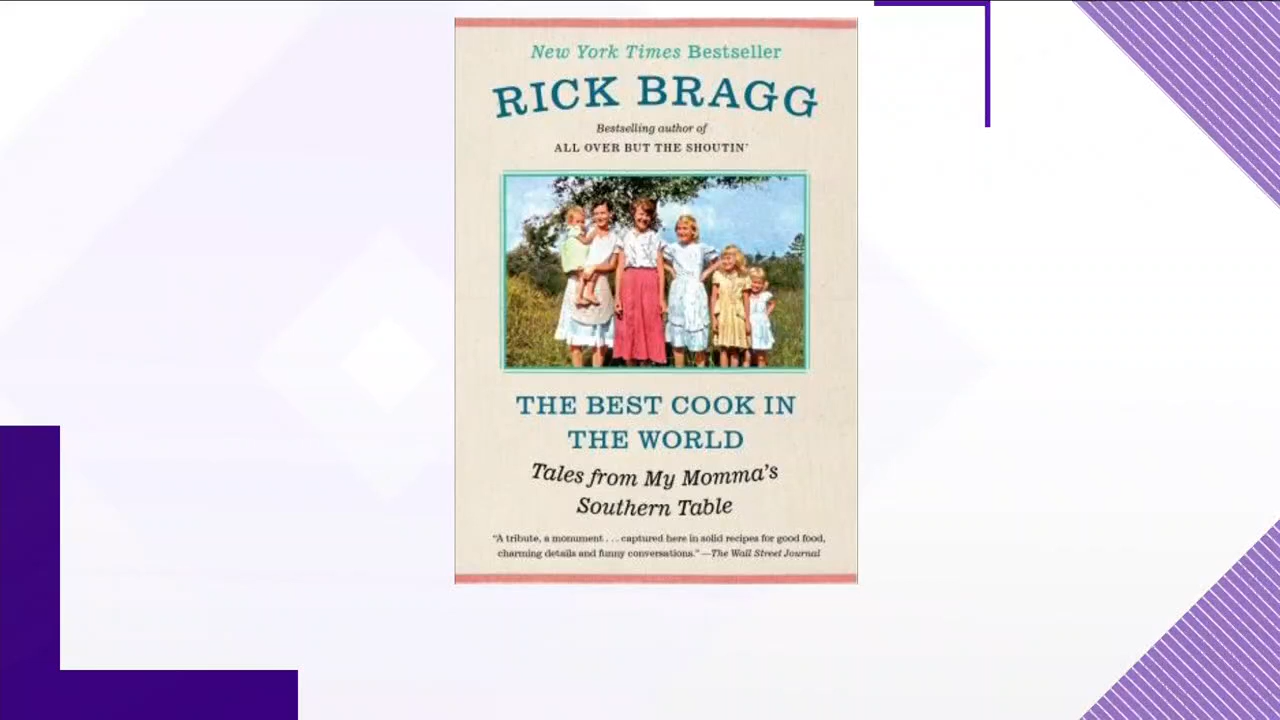 New York Times Bestseller
RICK BRAGG
Bestselling author of
ALL OVER BUT THE SHOUTIN'
THE BEST COOK IN
THE WORLD
Tales from My Momma's
Southern Table
"A tribute, a monument . . . captured here in solid recipes for good food,
charming details and funny conversations." —The Wall Street Journal